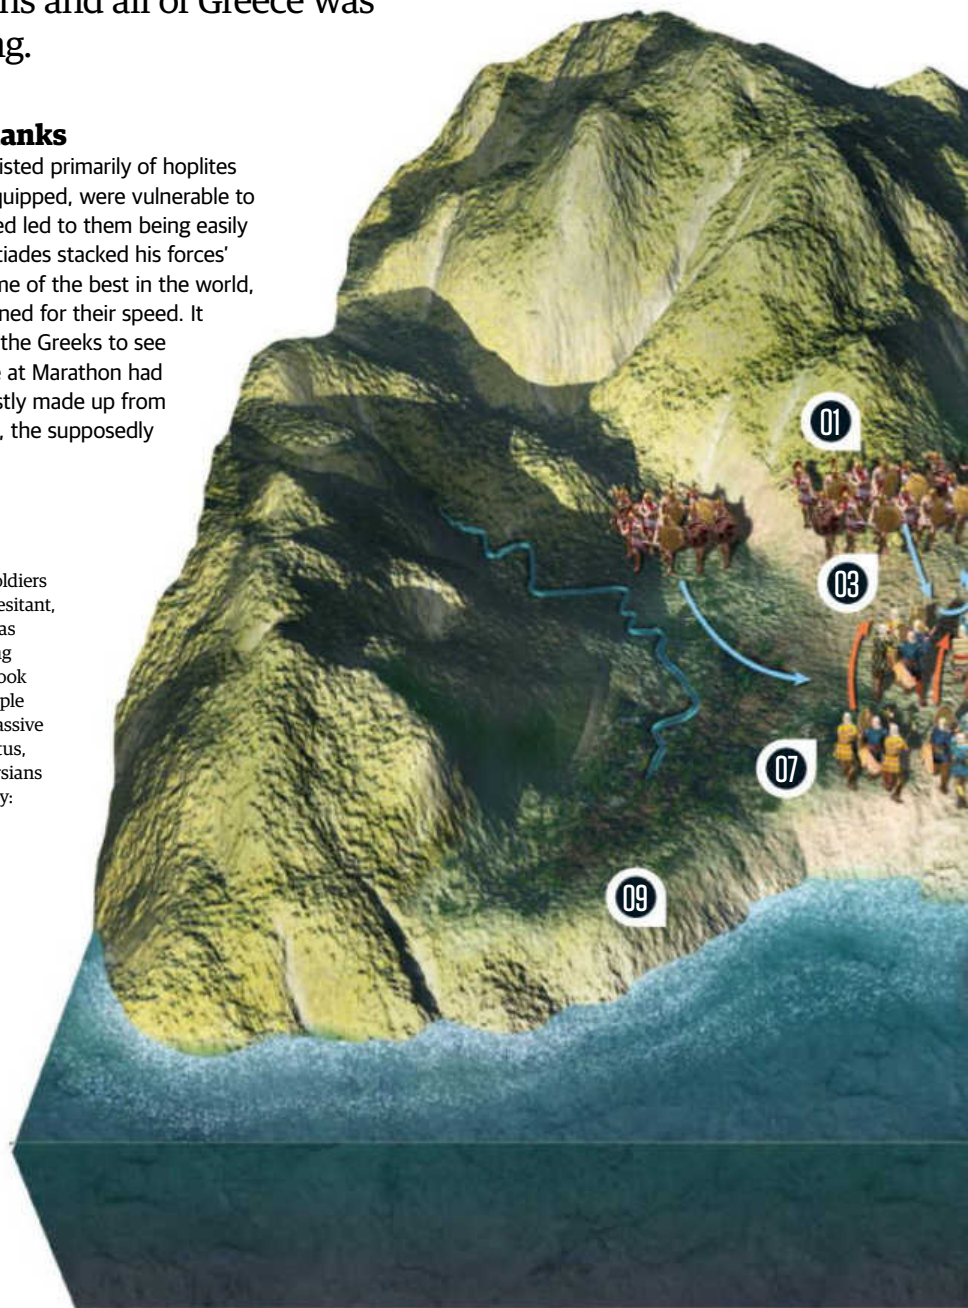 ns and all of Greece was
ng.
anks
isted primarily of hoplites
quipped, were vulnerable to
ed led to them being easily
tiades stacked his forces'
me of the best in the world,
ned for their speed. It
the Greeks to see
e at Marathon had
stly made up from
, the supposedly
oldiers
esitant,
as
ng
ook
ple
assive
tus,
rsians
y:
01
03
07
09